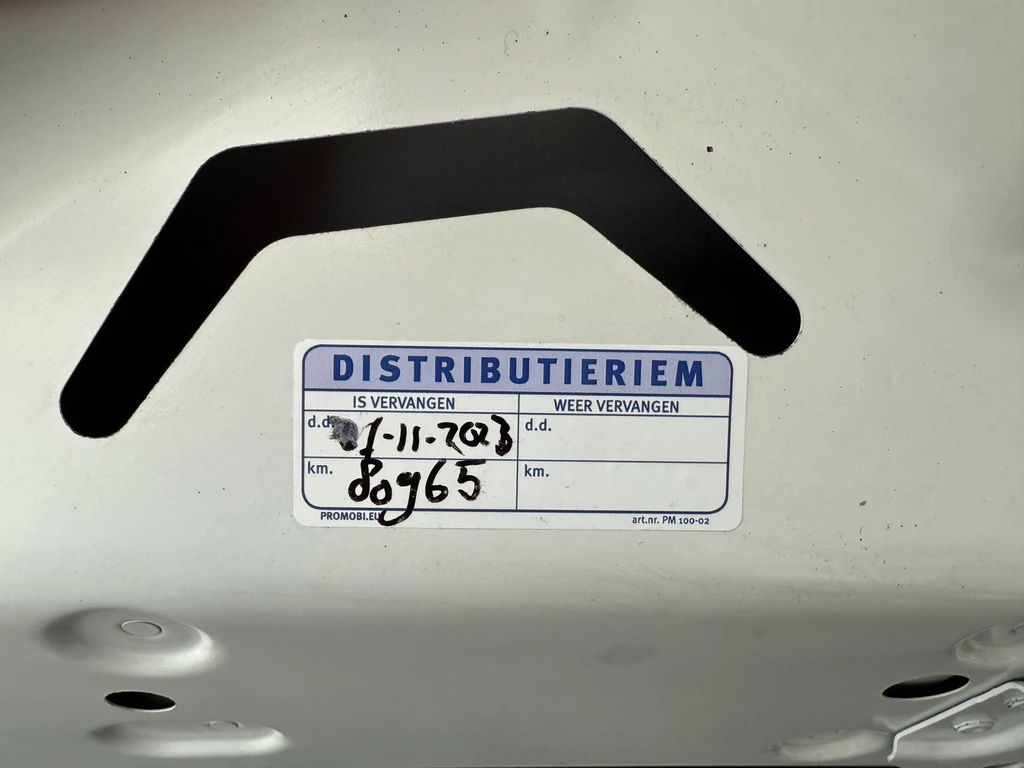 DISTRIBUTIERIEM
IS VERVANGEN WEER VERVANGEN
d.d. 1-11-2023 d.d.
km. 80965 km.
PROMOBI.EU art.nr. PM 100-02